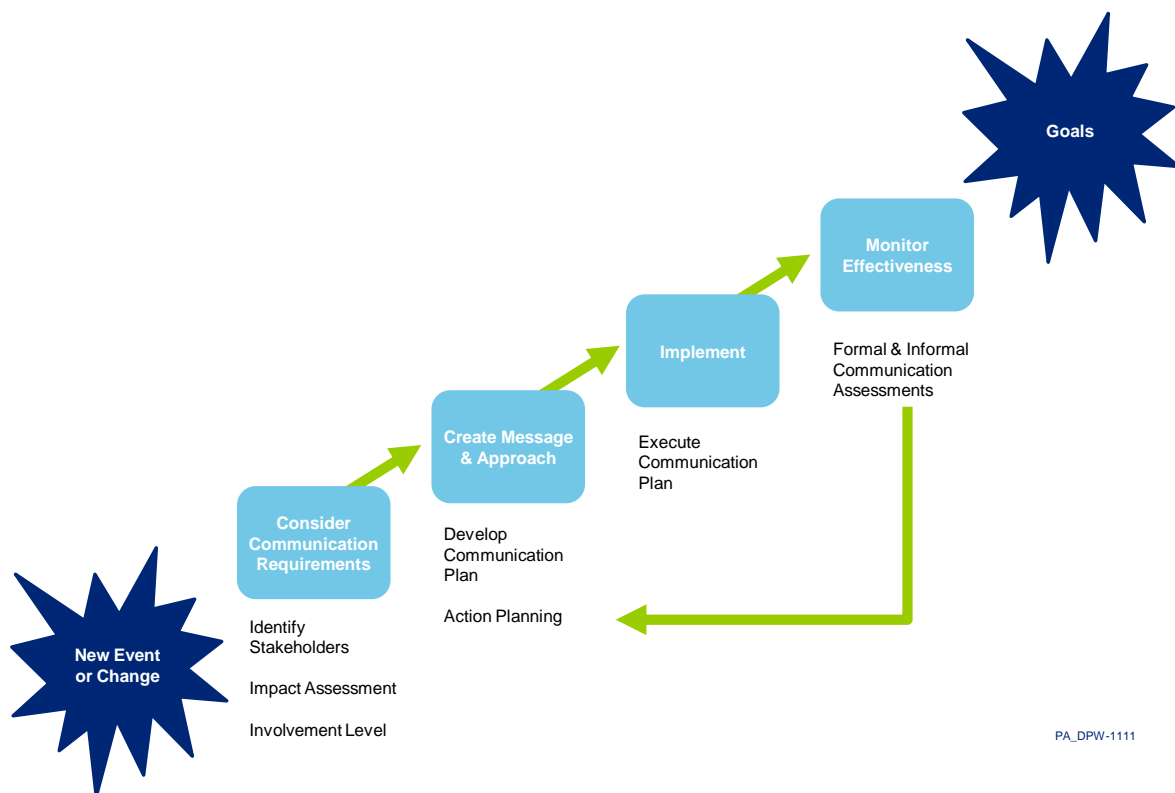 Goals
Monitor
Effectiveness
Formal & Informal
Communication
Assessments
Implement
Execute
Communication
Plan
Create Message
& Approach
Develop
Communication
Plan
Action Planning
Consider
Communication
Requirements
Identify
Stakeholders
Impact Assessment
Involvement Level
New Event
or Change
PA_DPW-1111